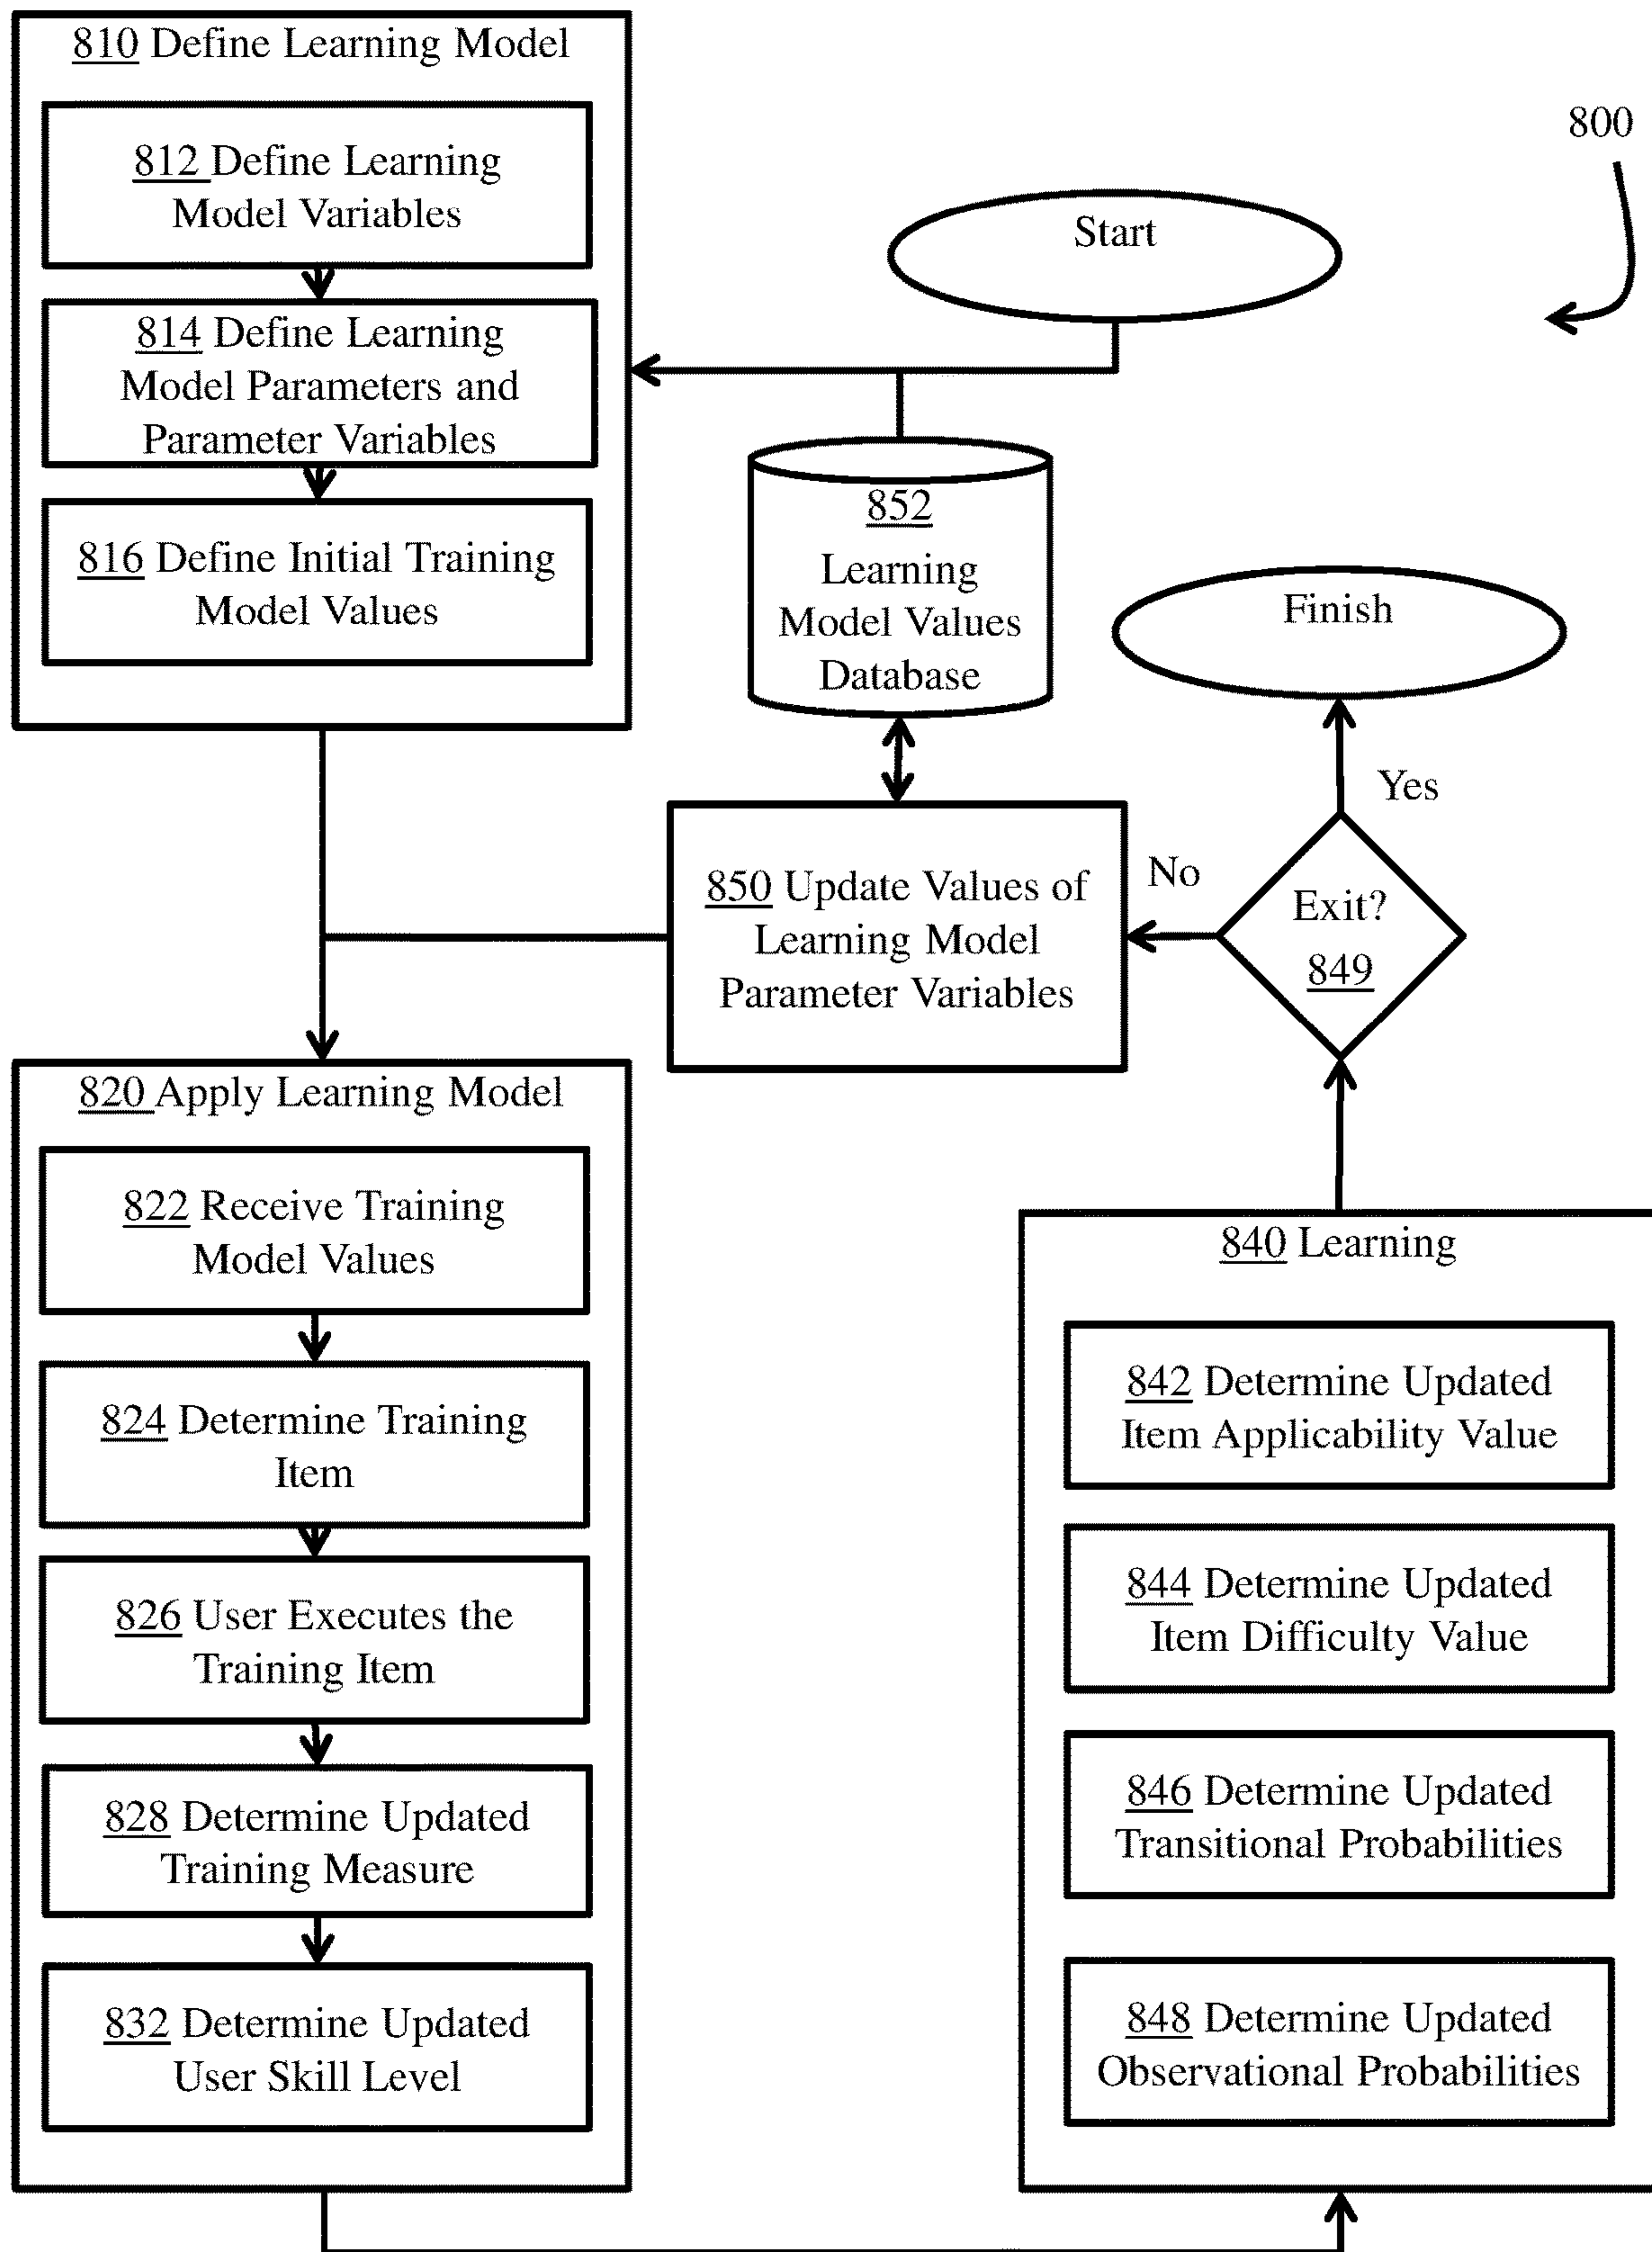 810 Define Learning Model
812 Define Learning
Model Variables
814 Define Learning
Model Parameters and
Parameter Variables
816 Define Initial Training
Model Values
800
Start
852
Learning
Model Values
Database
Finish
Yes
No
Exit?
849
850 Update Values of
Learning Model
Parameter Variables
820 Apply Learning Model
822 Receive Training
Model Values
824 Determine Training
Item
826 User Executes the
Training Item
828 Determine Updated
Training Measure
832 Determine Updated
User Skill Level
840 Learning
842 Determine Updated
Item Applicability Value
844 Determine Updated
Item Difficulty Value
846 Determine Updated
Transitional Probabilities
848 Determine Updated
Observational Probabilities